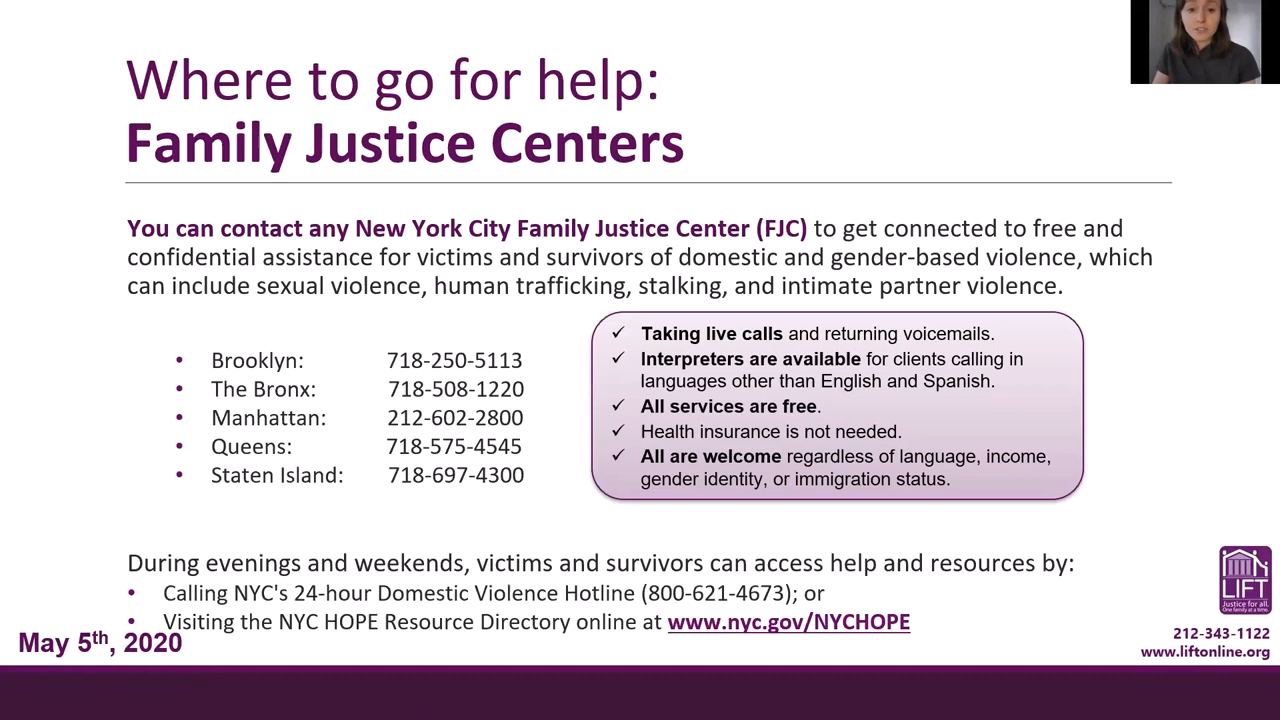 Where to go for help:
Family Justice Centers
You can contact any New York City Family Justice Center (FJC) to get connected to free and
confidential assistance for victims and survivors of domestic and gender-based violence, which
can include sexual violence, human trafficking, stalking, and intimate partner violence.
• Brooklyn: 718-250-5113
• The Bronx: 718-508-1220
• Manhattan: 212-602-2800
• Queens: 718-575-4545
• Staten Island: 718-697-4300
✓ Taking live calls and returning voicemails.
✓ Interpreters are available for clients calling in
languages other than English and Spanish.
✓ All services are free.
✓ Health insurance is not needed.
✓ All are welcome regardless of language, income,
gender identity, or immigration status.
During evenings and weekends, victims and survivors can access help and resources by:
• Calling NYC's 24-hour Domestic Violence Hotline (800-621-4673); or
• Visiting the NYC HOPE Resource Directory online at www.nyc.gov/NYCHOPE
May 5th, 2020
LIFT
Justice for all.
One family at a time.
212-343-1122
www.liftonline.org